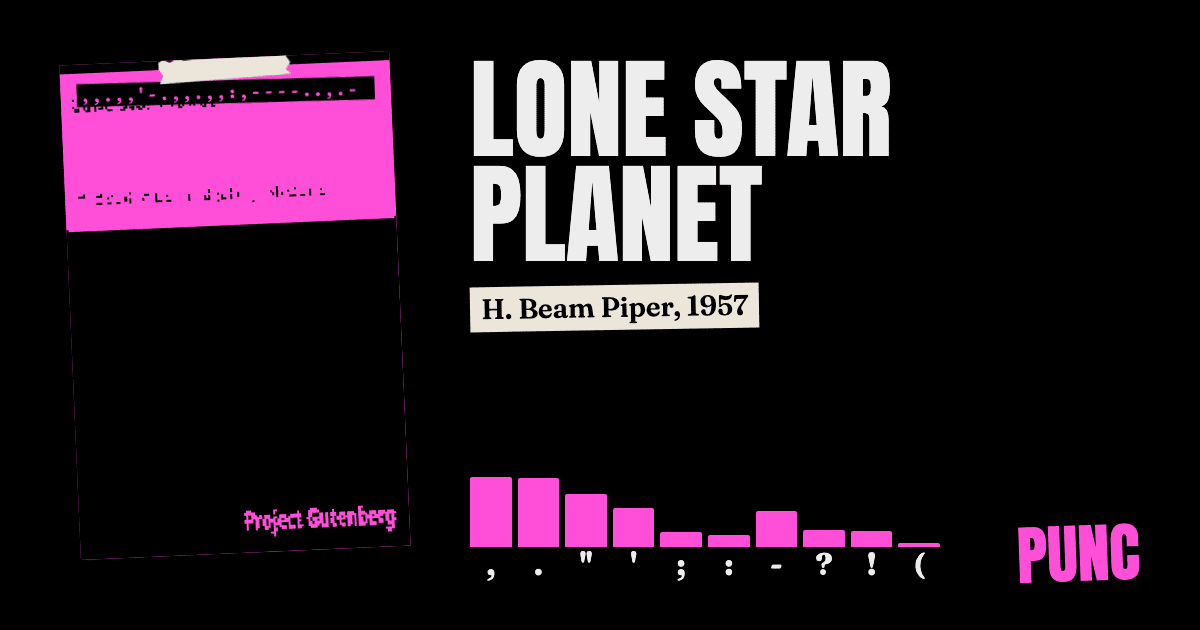 ,,.,,'-.,,.,,:,----..,.-
Project Gutenberg
LONE STAR
PLANET
H. Beam Piper, 1957
, . " ' ; : - ? ! (
PUNC